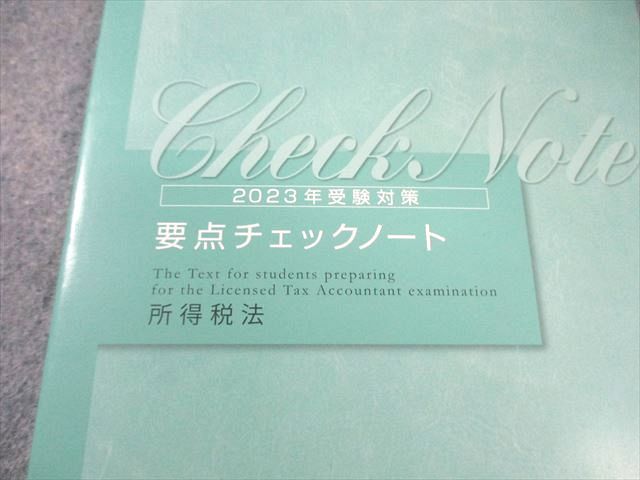 Check Note
2023年受験対策
要点チェックノート
The Text for students preparing
for the Licensed Tax Accountant examination
所得税法